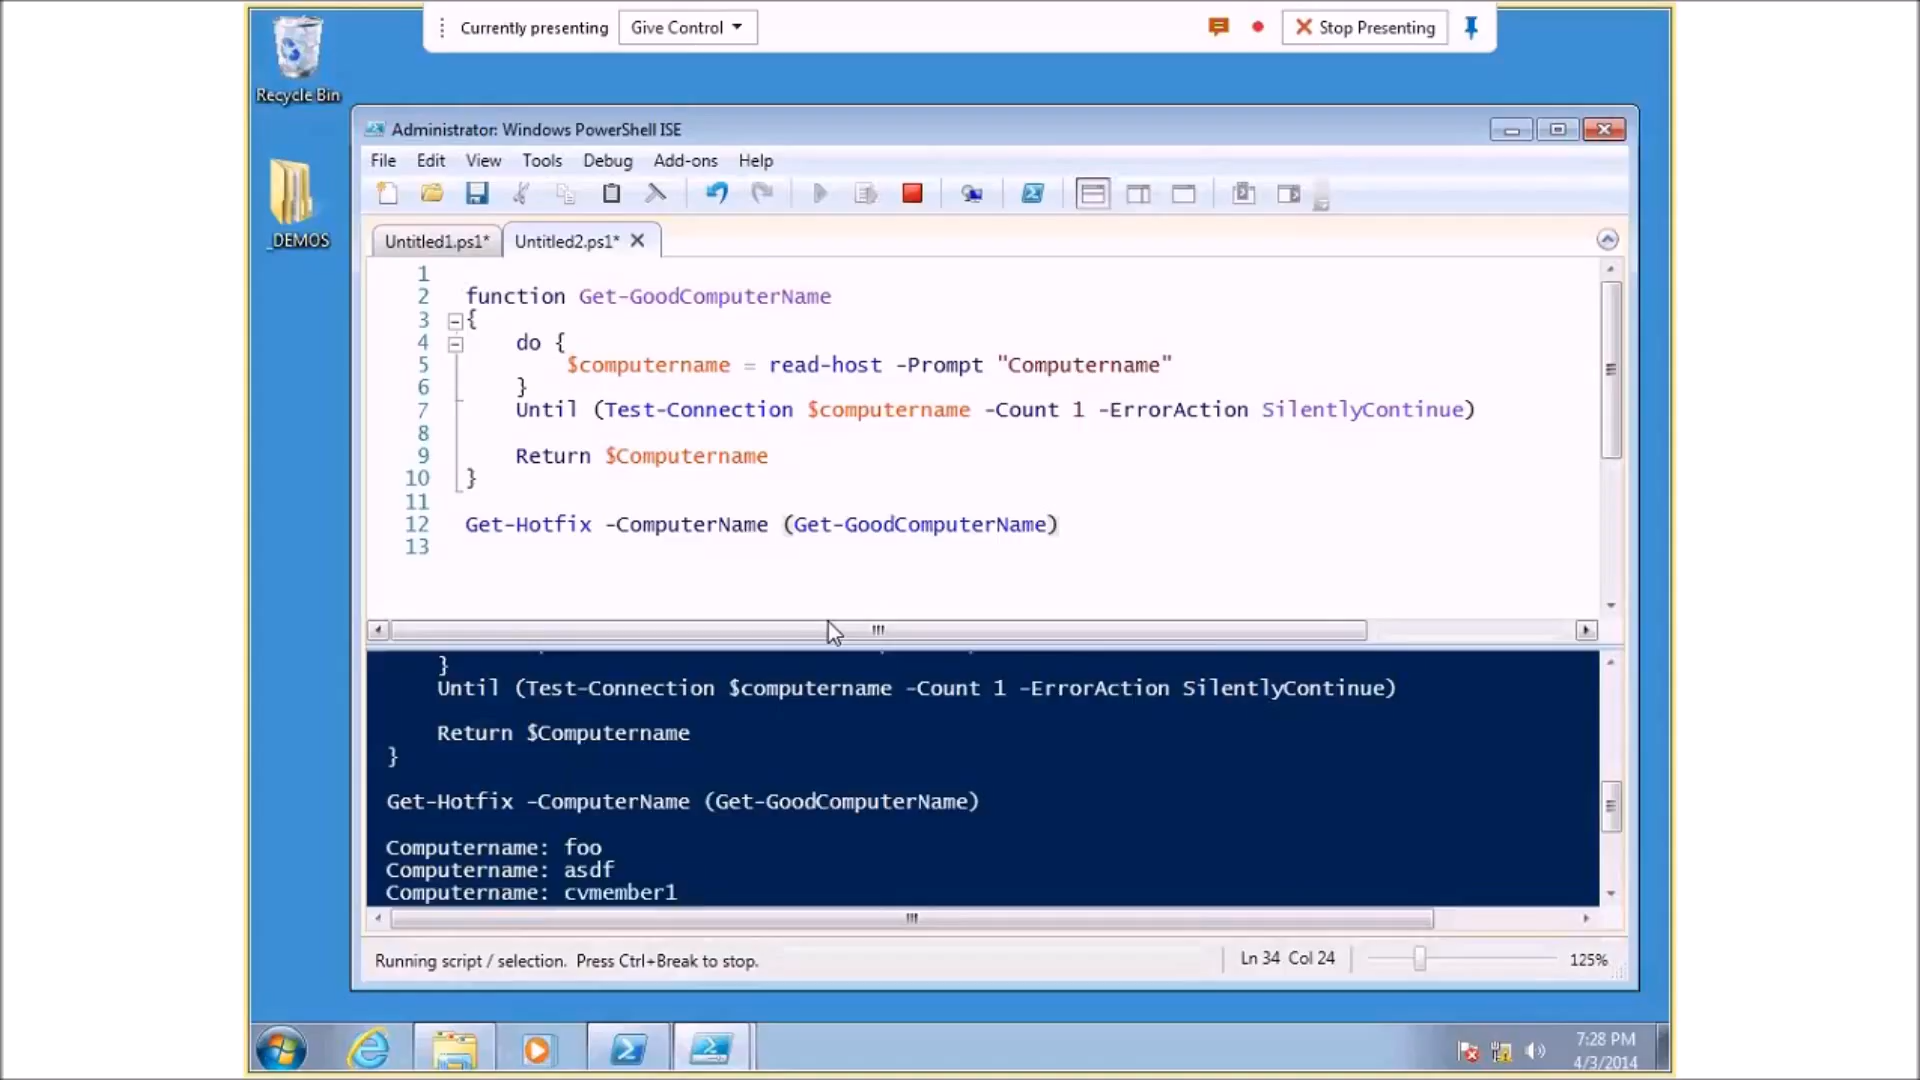 Currently presenting Give Control Stop Presenting
Recycle Bin
_DEMOS
Administrator: Windows PowerShell ISE
File Edit View Tools Debug Add-ons Help
Untitled1.ps1* Untitled2.ps1*
1
2 function Get-GoodComputerName
3 {
4 do {
5 $computername = read-host -Prompt "Computername"
6 }
7 Until (Test-Connection $computername -Count 1 -ErrorAction SilentlyContinue)
8
9 Return $Computername
10 }
11
12 Get-Hotfix -ComputerName (Get-GoodComputerName)
13
}
Until (Test-Connection $computername -Count 1 -ErrorAction SilentlyContinue)
Return $Computername
}
Get-Hotfix -ComputerName (Get-GoodComputerName)
Computername: foo
Computername: asdf
Computername: cvmember1
Running script / selection. Press Ctrl+Break to stop. Ln 34 Col 24 125%
7:28 PM
4/3/2014